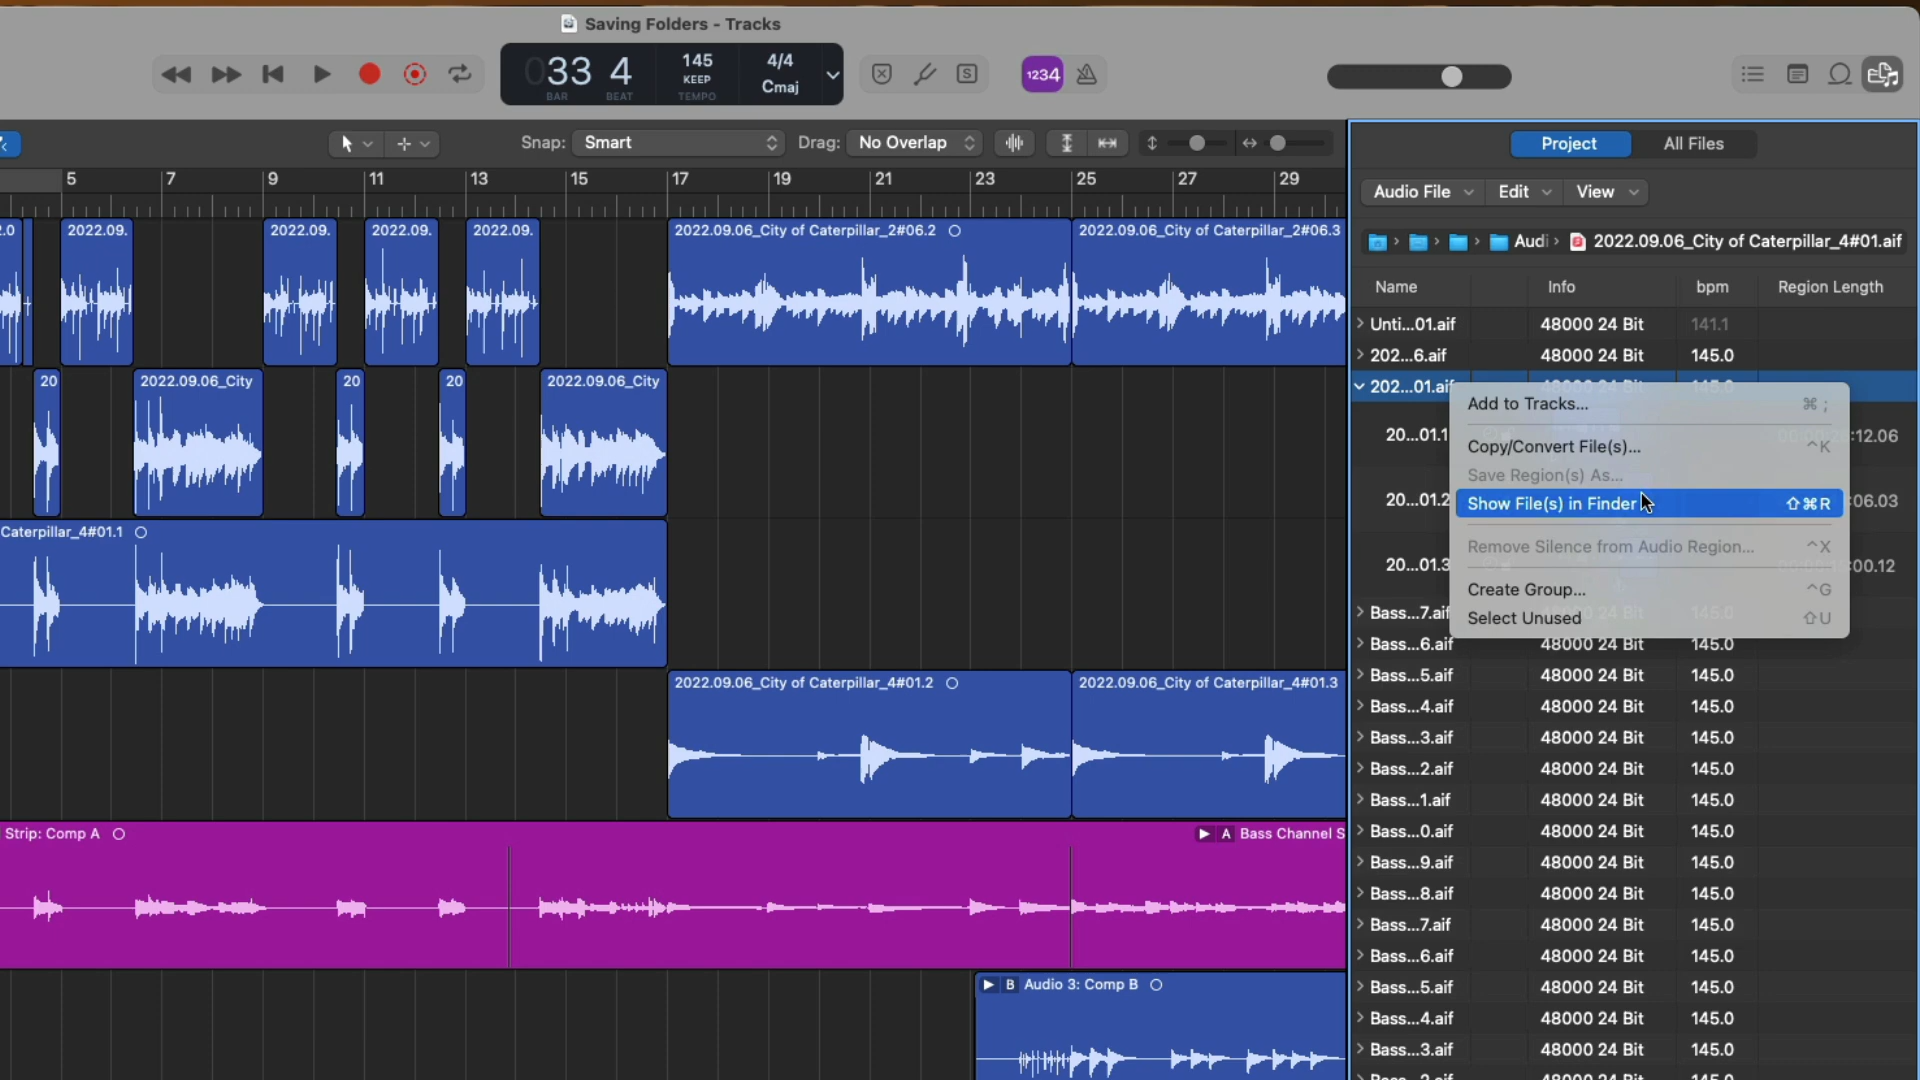 Saving Folders - Tracks
033 4
BAR BEAT
145
KEEP
TEMPO
4/4
Cmaj
S
1234
Snap: Smart
Drag: No Overlap
5 7 9 11 13 15 17 19 21 23 25 27 29
2022.09.
2022.09.
2022.09.
2022.09.
2022.09.06_City of Caterpillar_2#06.2
2022.09.06_City of Caterpillar_2#06.3
20
2022.09.06_City
20
20
2022.09.06_City
Caterpillar_4#01.1
2022.09.06_City of Caterpillar_4#01.2
2022.09.06_City of Caterpillar_4#01.3
Strip: Comp A
A Bass Channel S
B Audio 3: Comp B
Project
All Files
Audio File
Edit
View
Audi
2022.09.06_City of Caterpillar_4#01.aif
Name Info bpm Region Length
Unti...01.aif 48000 24 Bit 141.1
202...6.aif 48000 24 Bit 145.0
202...01.aif 48000 24 Bit 145.0
20...01.1 :12.06
20...01.2 :06.03
20...01.3 :00.12
Add to Tracks... ⌘ ;
Copy/Convert File(s)... ^K
Save Region(s) As...
Show File(s) in Finder ⇧⌘R
Remove Silence from Audio Region... ^X
Create Group... ^G
Select Unused ⇧U
Bass...7.aif
Bass...6.aif 48000 24 Bit 145.0
Bass...5.aif 48000 24 Bit 145.0
Bass...4.aif 48000 24 Bit 145.0
Bass...3.aif 48000 24 Bit 145.0
Bass...2.aif 48000 24 Bit 145.0
Bass...1.aif 48000 24 Bit 145.0
Bass...0.aif 48000 24 Bit 145.0
Bass...9.aif 48000 24 Bit 145.0
Bass...8.aif 48000 24 Bit 145.0
Bass...7.aif 48000 24 Bit 145.0
Bass...6.aif 48000 24 Bit 145.0
Bass...5.aif 48000 24 Bit 145.0
Bass...4.aif 48000 24 Bit 145.0
Bass...3.aif 48000 24 Bit 145.0